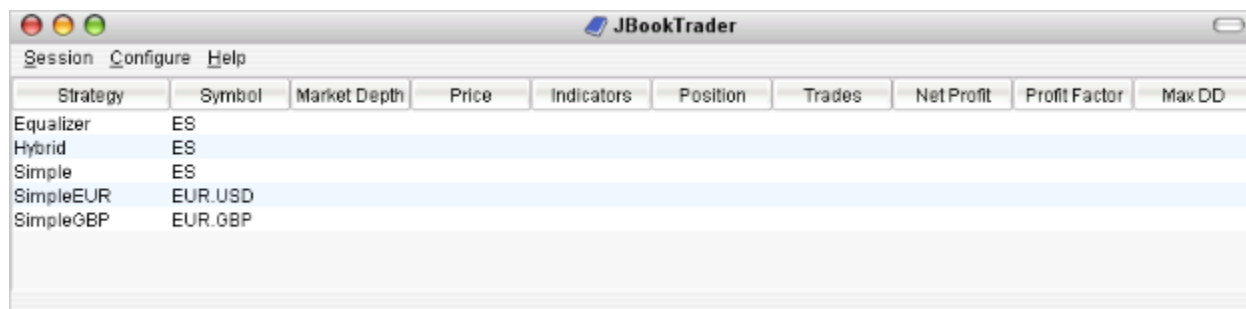 JBookTrader
Session Configure Help
Strategy Symbol Market Depth Price Indicators Position Trades Net Profit Profit Factor Max DD
Equalizer ES
Hybrid ES
Simple ES
SimpleEUR EUR.USD
SimpleGBP EUR.GBP